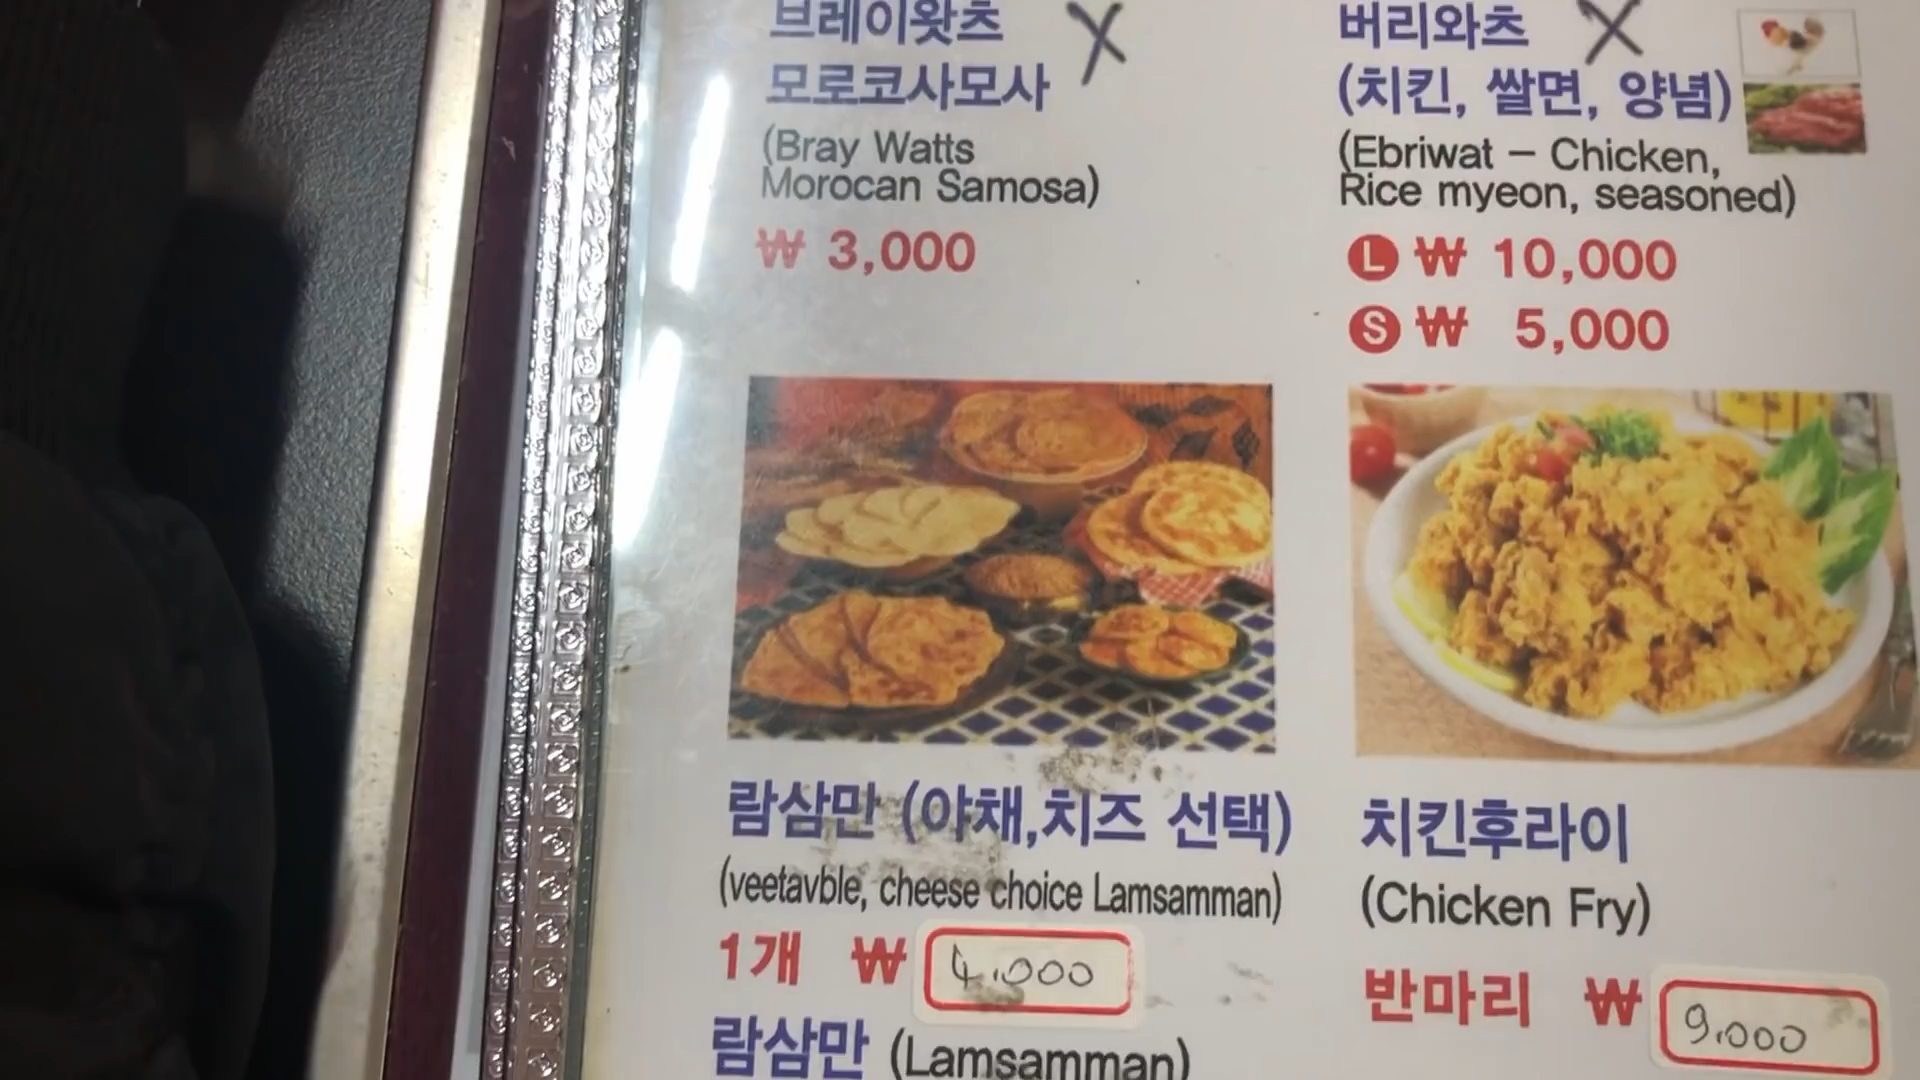 브레이왓츠 X
모로코사모사
(Bray Watts
Morocan Samosa)
₩ 3,000
버리와츠 X
(치킨, 쌀면, 양념)
(Ebriwat – Chicken,
Rice myeon, seasoned)
L ₩ 10,000
S ₩ 5,000
람삼만 (야채,치즈 선택)
(veetavble, cheese choice Lamsamman)
1개 ₩ 4.000
람삼만 (Lamsamman)
치킨후라이
(Chicken Fry)
반마리 ₩ 9.000